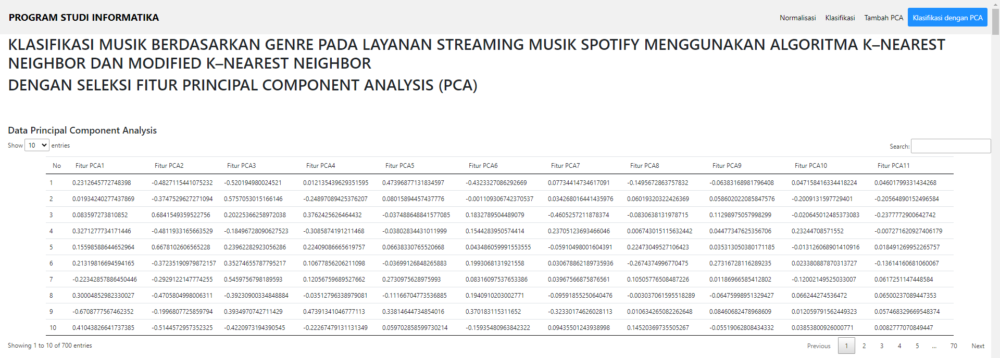 PROGRAM STUDI INFORMATIKA Normalisasi Klasifikasi Tambah PCA Klasifikasi dengan PCA
KLASIFIKASI MUSIK BERDASARKAN GENRE PADA LAYANAN STREAMING MUSIK SPOTIFY MENGGUNAKAN ALGORITMA K–NEAREST
NEIGHBOR DAN MODIFIED K–NEAREST NEIGHBOR
DENGAN SELEKSI FITUR PRINCIPAL COMPONENT ANALYSIS (PCA)
Data Principal Component Analysis
Show 10 entries Search:
No Fitur PCA1 Fitur PCA2 Fitur PCA3 Fitur PCA4 Fitur PCA5 Fitur PCA6 Fitur PCA7 Fitur PCA8 Fitur PCA9 Fitur PCA10 Fitur PCA11
1 0.2312645772748398 -0.4827115441075232 -0.520194980024521 0.012135439629351595 0.47396877131834597 -0.4323327086292669 0.07734414734617091 -0.1495672863757832 -0.06383168981796408 0.047158416334418224 0.04601799331434268
2 0.01934240277437869 -0.3747529627271094 0.5757053015166146 -0.24897089425376207 0.08015894457437776 -0.001109306742370537 0.034268016441435976 0.06019320322426369 0.058602022085847576 -0.2009131597729401 -0.20564890152496584
3 0.083597273810852 0.6841549359522756 0.20225366258972038 0.3762425626464432 -0.037488648841577085 0.1832789504489079 -0.4605257211878374 -0.0830638131978715 0.11298975057998299 -0.020645012485373083 -0.2377772900642742
4 0.3271277734171446 -0.4811933165663529 -0.18496728090627523 -0.3085874191211468 -0.03802834431011999 0.1544283950574414 0.23705123693466046 0.006743015115632442 0.04477347625356706 0.23244708571552 -0.007271620927406179
5 0.15598588644652964 0.6678102606565228 0.23962282923056286 0.22409086665619757 0.06638330765520668 0.043486059991553555 -0.05910498001604391 0.22473049527106423 0.035313050380171185 -0.013126068901410916 0.018491269952265757
6 0.21319816694594165 -0.37235190979872157 0.35274655787795217 0.10677856206211098 -0.03699126848265883 0.1993068131921558 0.030678862189735936 -0.2674374996770475 0.27316728116289235 0.023380887870313727 -0.13614160681060067
7 -0.22342857886450446 -0.2929122147774255 0.5459756798189593 0.12056759689527662 0.2730975628975993 0.08316097537653386 0.03967566875876561 0.10505776508487226 0.01186966585412802 -0.12002149525033007 0.0617251147448584
8 0.30004852982330027 -0.4705804998006311 -0.39230900334848884 -0.03512796338979081 -0.11166704773536885 0.1940910203002771 -0.09591855250640476 -0.003037061595518289 -0.06475998951329427 0.066244274536472 0.06500237089447353
9 -0.6708777567462352 -0.1996807725859794 0.3934970742711429 0.47391341046777113 0.33814644734854016 0.370183115311652 -0.32330174626028113 0.010634265082262648 0.08460682478968609 0.012059791562449323 0.057468329669548374
10 0.41043826641737385 -0.5144572957352325 -0.4220973194390545 -0.22267479131131349 0.059702858599730214 -0.15935480963842322 0.09435501243938998 0.14520369735505267 -0.05519062808434332 0.03853800926000771 0.0082777070849447
Showing 1 to 10 of 700 entries Previous 1 2 3 4 5 ... 70 Next